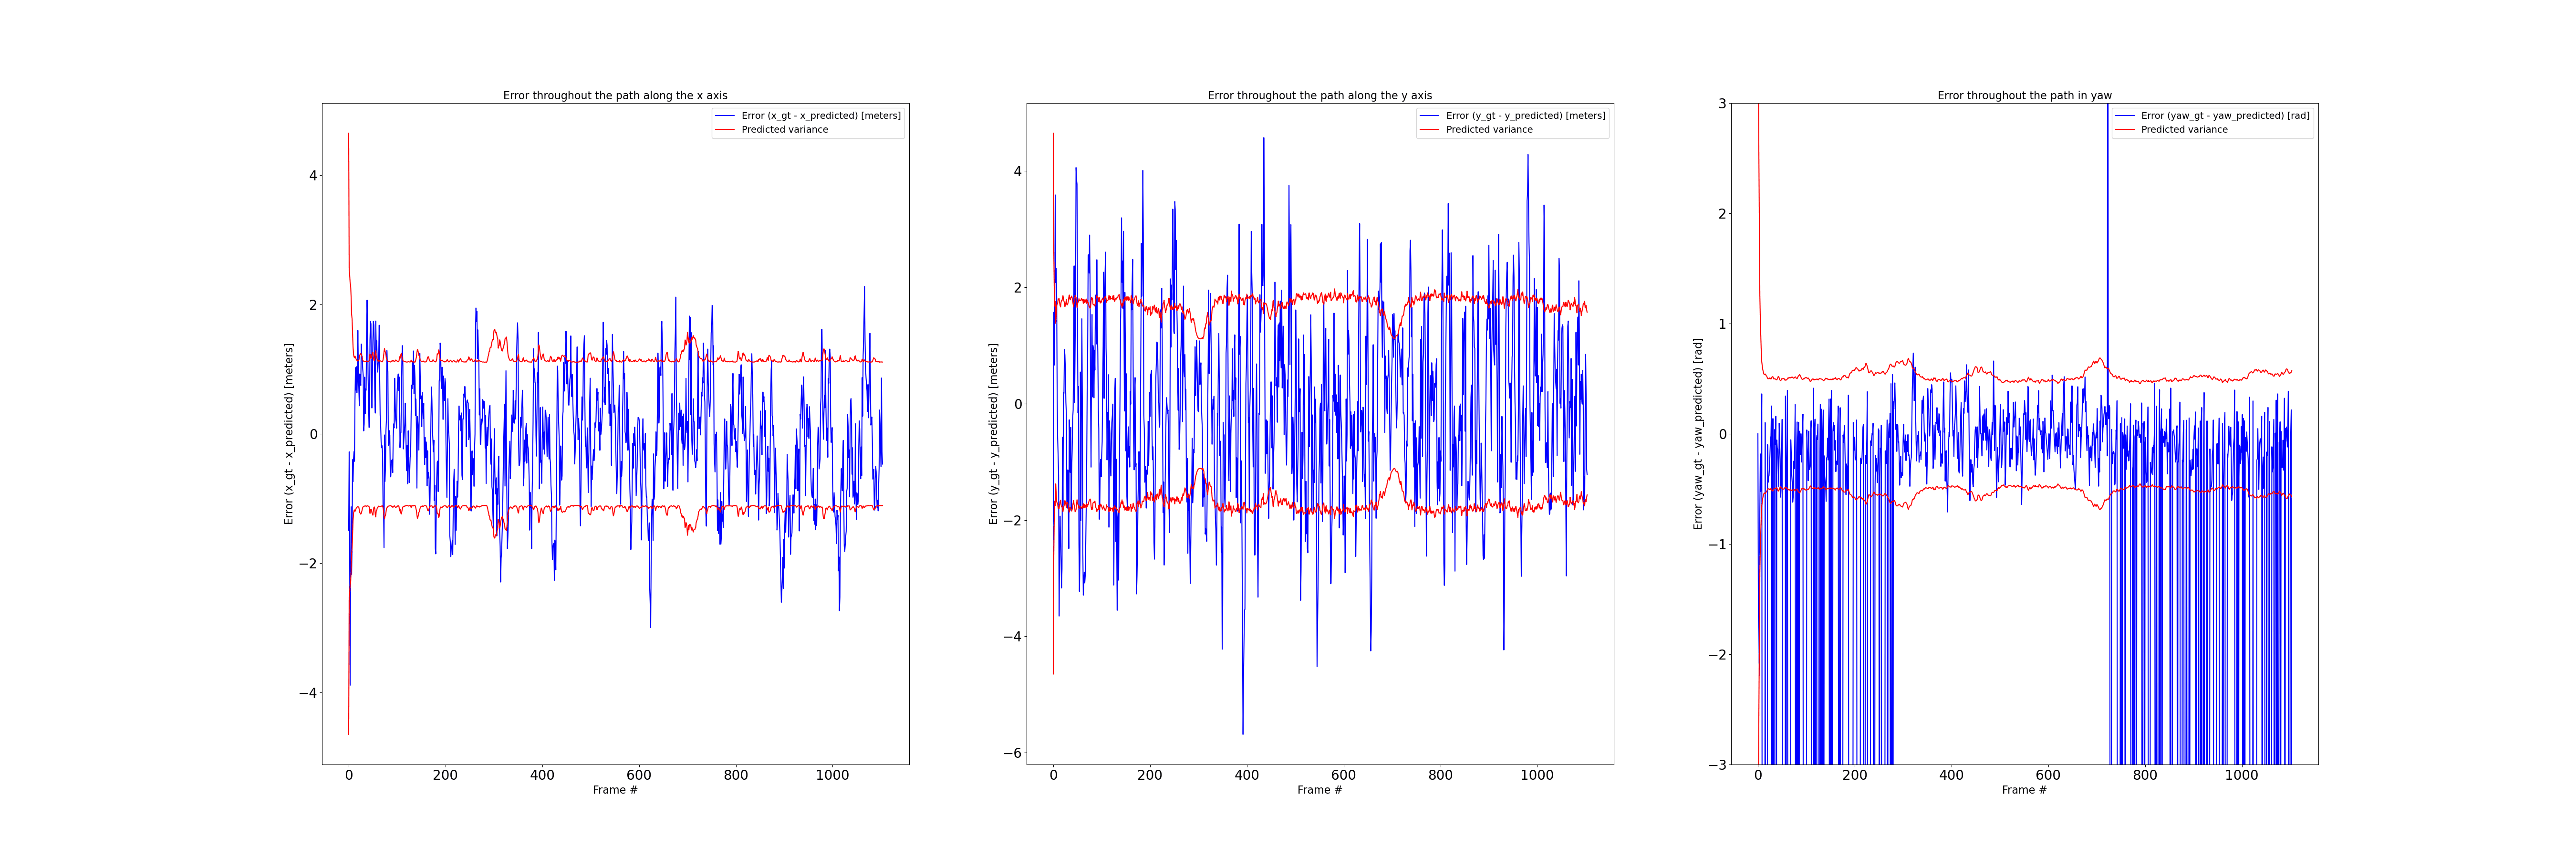 Error throughout the path along the x axis
Error (x_gt - x_predicted) [meters]
Predicted variance
4
2
0
−2
−4
Error (x_gt - x_predicted) [meters]
0 200 400 600 800 1000
Frame #
Error throughout the path along the y axis
Error (y_gt - y_predicted) [meters]
Predicted variance
4
2
0
−2
−4
−6
Error (y_gt - y_predicted) [meters]
0 200 400 600 800 1000
Frame #
Error throughout the path in yaw
Error (yaw_gt - yaw_predicted) [rad]
Predicted variance
3
2
1
0
−1
−2
−3
Error (yaw_gt - yaw_predicted) [rad]
0 200 400 600 800 1000
Frame #